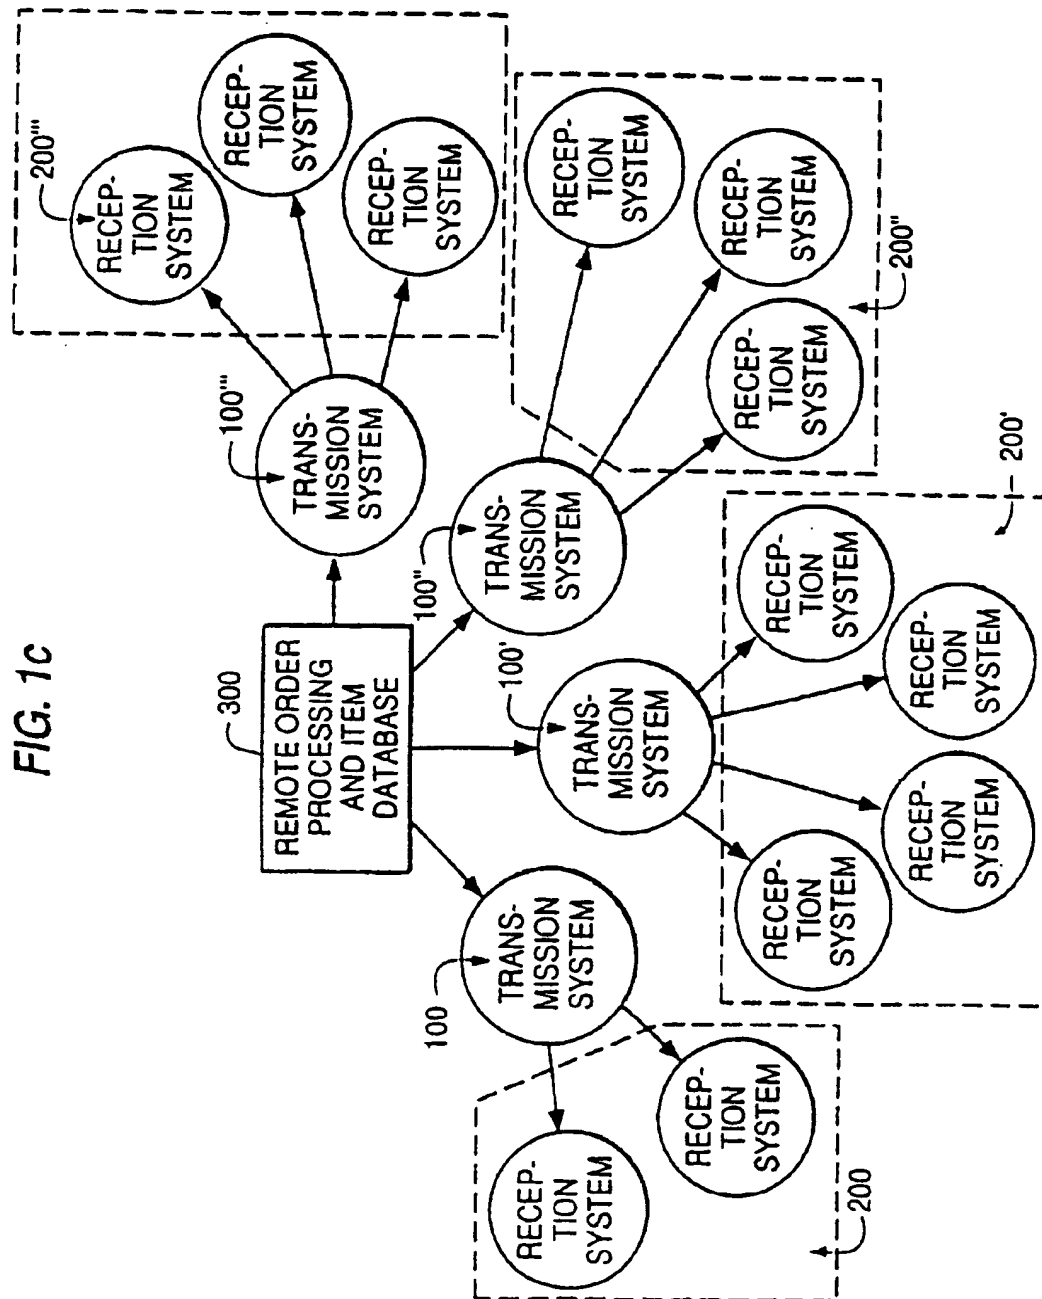 FIG. 1c
300
REMOTE ORDER
PROCESSING
AND ITEM
DATABASE
100
TRANS-
MISSION
SYSTEM
100'
TRANS-
MISSION
SYSTEM
100"
TRANS-
MISSION
SYSTEM
100'''
TRANS-
MISSION
SYSTEM
RECEP-
TION
SYSTEM
RECEP-
TION
SYSTEM
200
RECEP-
TION
SYSTEM
RECEP-
TION
SYSTEM
RECEP-
TION
SYSTEM
RECEP-
TION
SYSTEM
200'
RECEP-
TION
SYSTEM
RECEP-
TION
SYSTEM
RECEP-
TION
SYSTEM
200"
200'''
RECEP-
TION
SYSTEM
RECEP-
TION
SYSTEM
RECEP-
TION
SYSTEM